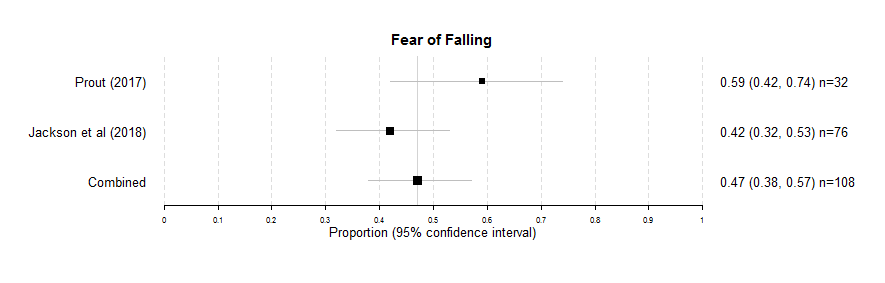 Fear of Falling
Prout (2017) 0.59 (0.42, 0.74) n=32
Jackson et al (2018) 0.42 (0.32, 0.53) n=76
Combined 0.47 (0.38, 0.57) n=108
0 0.1 0.2 0.3 0.4 0.5 0.6 0.7 0.8 0.9 1
Proportion (95% confidence interval)